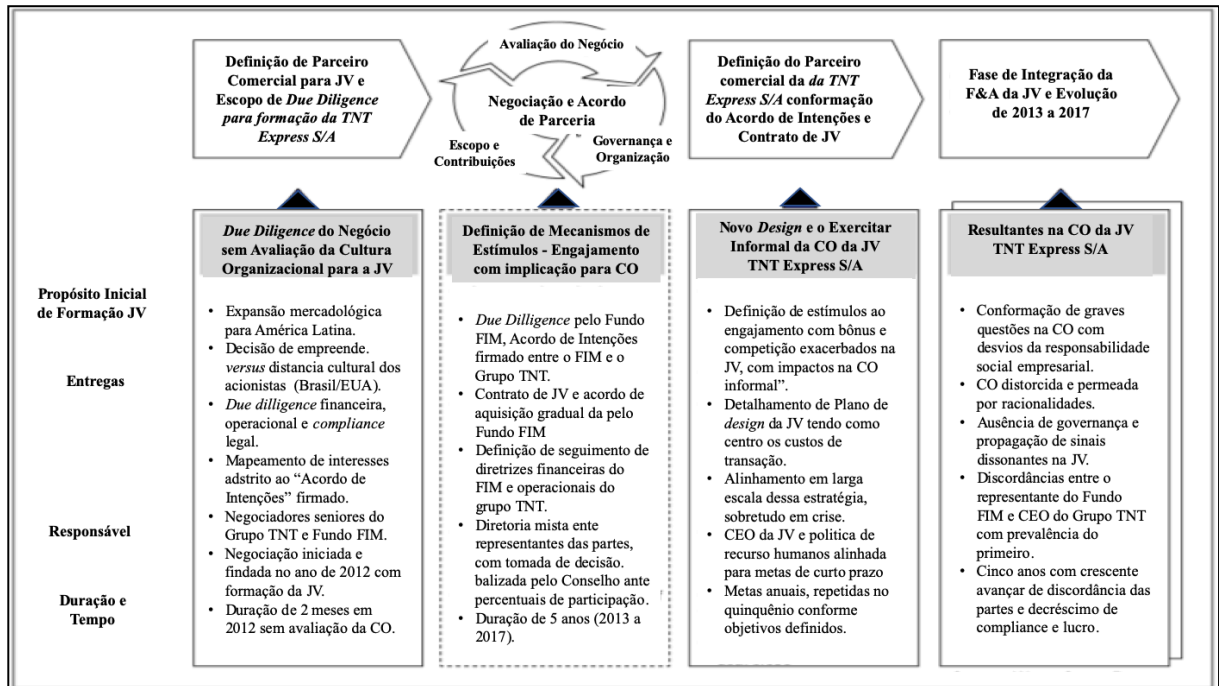 Definição de Parceiro
Comercial para JV e
Escopo de Due Diligence
para formação da TNT
Express S/A
Avaliação do Negócio
Negociação e Acordo
de Parceria
Escopo e
Contribuições
Governança e
Organização
Definição do Parceiro
comercial da da TNT
Express S/A conformação
do Acordo de Intenções e
Contrato de JV
Fase de Integração da
F&A da JV e Evolução
de 2013 a 2017
Propósito Inicial
de Formação JV
Entregas
Responsável
Duração e
Tempo
Due Diligence do Negócio
sem Avaliação da Cultura
Organizacional para a JV
• Expansão mercadológica
para América Latina.
• Decisão de empreende.
versus distancia cultural dos
acionistas (Brasil/EUA).
• Due dilligence financeira,
operacional e compliance
legal.
• Mapeamento de interesses
adstrito ao “Acordo de
Intenções” firmado.
• Negociadores seniores do
Grupo TNT e Fundo FIM.
• Negociação iniciada e
findada no ano de 2012 com
formação da JV.
• Duração de 2 meses em
2012 sem avaliação da CO.
Definição de Mecanismos de
Estímulos - Engajamento
com implicação para CO
• Due Dilligence pelo Fundo
FIM, Acordo de Intenções
firmado entre o FIM e o
Grupo TNT.
• Contrato de JV e acordo de
aquisição gradual da pelo
Fundo FIM
• Definição de seguimento de
diretrizes financeiras do
FIM e operacionais do
grupo TNT.
• Diretoria mista ente
representantes das partes,
com tomada de decisão.
balizada pelo Conselho ante
percentuais de participação.
• Duração de 5 anos (2013 a
2017).
Novo Design e o Exercitar
Informal da CO da JV
TNT Express S/A
• Definição de estímulos ao
engajamento com bônus e
competição exacerbados na
JV, com impactos na CO
informal”.
• Detalhamento de Plano de
design da JV tendo como
centro os custos de
transação.
• Alinhamento em larga
escala dessa estratégia,
sobretudo em crise.
• CEO da JV e politica de
recurso humanos alinhada
para metas de curto prazo
• Metas anuais, repetidas no
quinquênio conforme
objetivos definidos.
Resultantes na CO da JV
TNT Express S/A
• Conformação de graves
questões na CO com
desvios da responsabilidade
social empresarial.
• CO distorcida e permeada
por racionalidades.
• Ausência de governança e
propagação de sinais
dissonantes na JV.
• Discordâncias entre o
representante do Fundo
FIM e CEO do Grupo TNT
com prevalência do
primeiro.
• Cinco anos com crescente
avançar de discordância das
partes e decréscimo de
compliance e lucro.